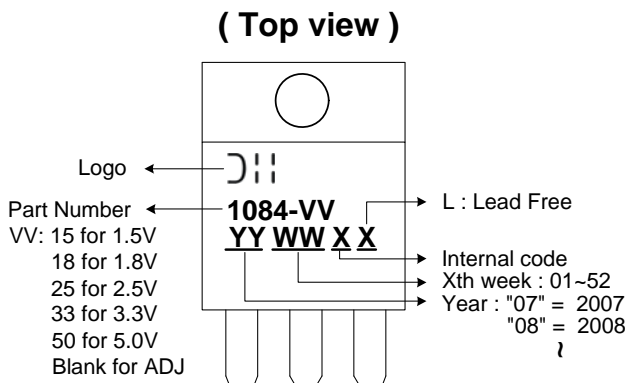 ( Top view )
Logo
Part Number
VV: 15 for 1.5V
18 for 1.8V
25 for 2.5V
33 for 3.3V
50 for 5.0V
Blank for ADJ
1084-VV
YY WW X X
L : Lead Free
Internal code
Xth week : 01~52
Year : "07" = 2007
"08" = 2008
~